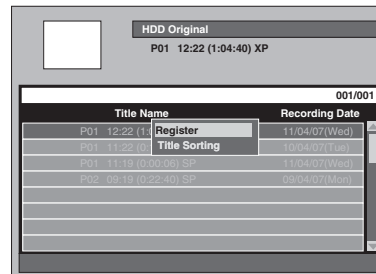 HDD Original
P01 12:22 (1:04:40) XP
001/001
Title Name Recording Date
P01 12:22 (1:0 11/04/07(Wed)
Register
P01 11:22 (0: 10/04/07(Tue)
Title Sorting
P01 11:19 (0:00:06) SP 11/04/07(Wed)
P02 09:19 (0:22:40) SP 09/04/07(Mon)